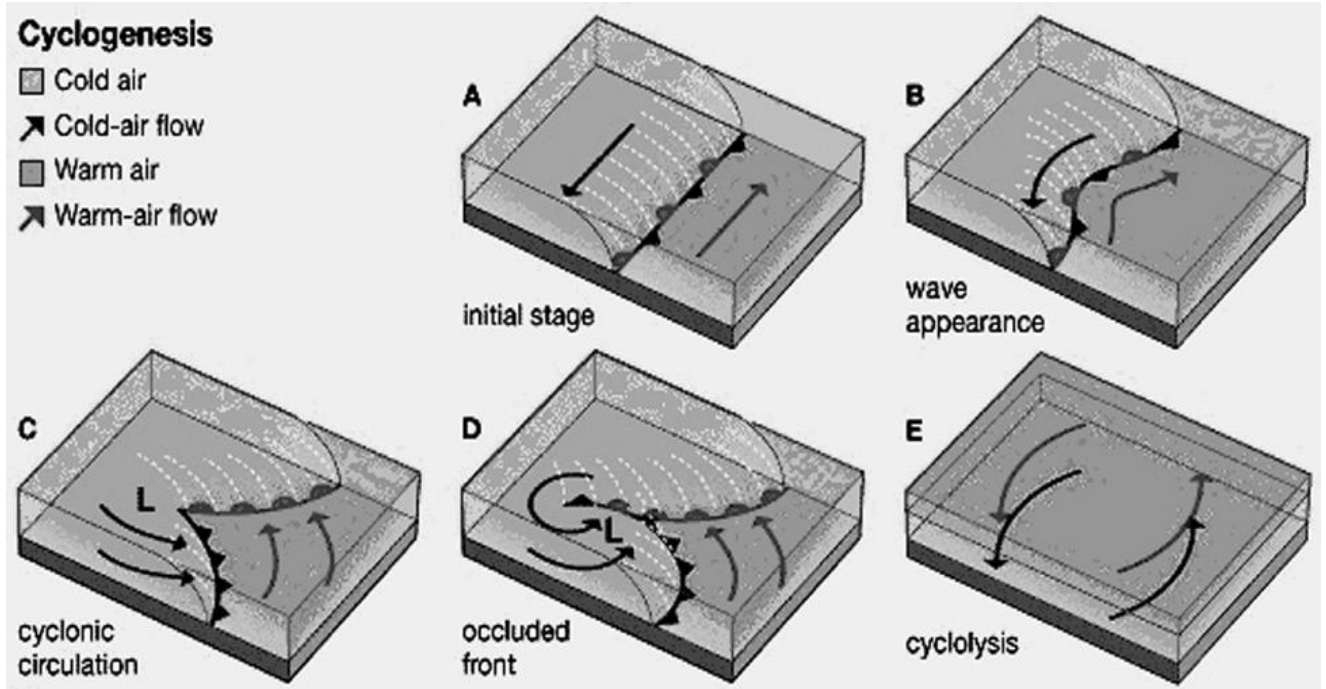 Cyclogenesis
Cold air
Cold-air flow
Warm air
Warm-air flow
A
initial stage
B
wave
appearance
C
L
cyclonic
circulation
D
L
occluded
front
E
cyclolysis